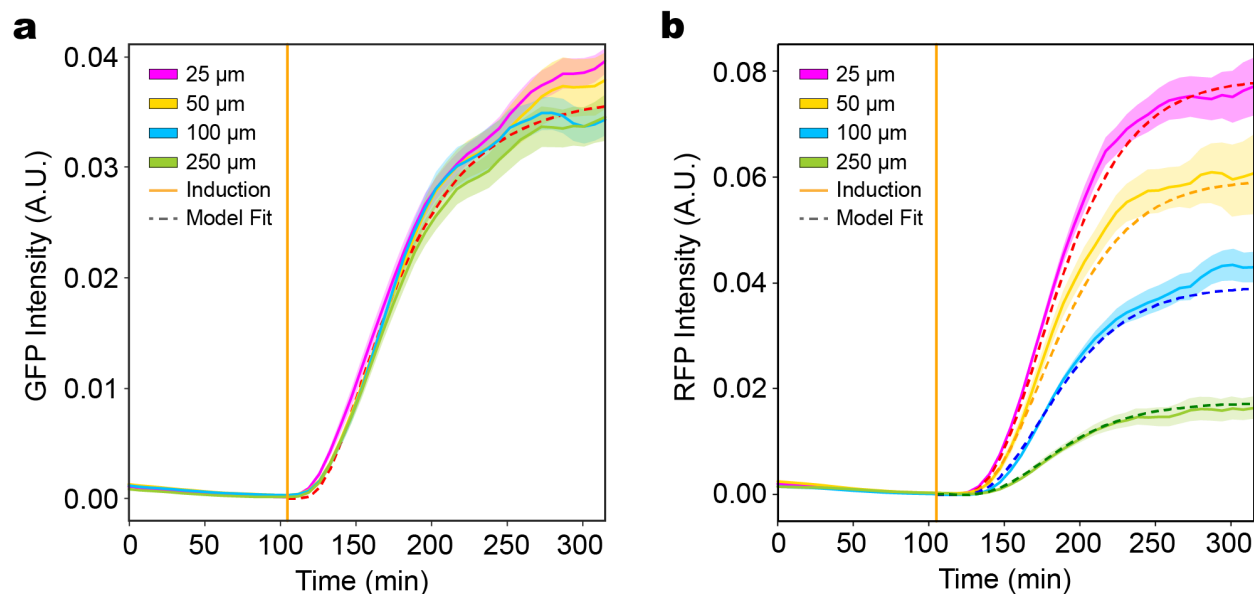 a
0.04
0.03
0.02
0.01
0.00
GFP Intensity (A.U.)
25 µm
50 µm
100 µm
250 µm
Induction
Model Fit
0 50 100 150 200 250 300
Time (min)
b
0.08
0.06
0.04
0.02
0.00
RFP Intensity (A.U.)
25 µm
50 µm
100 µm
250 µm
Induction
Model Fit
0 50 100 150 200 250 300
Time (min)